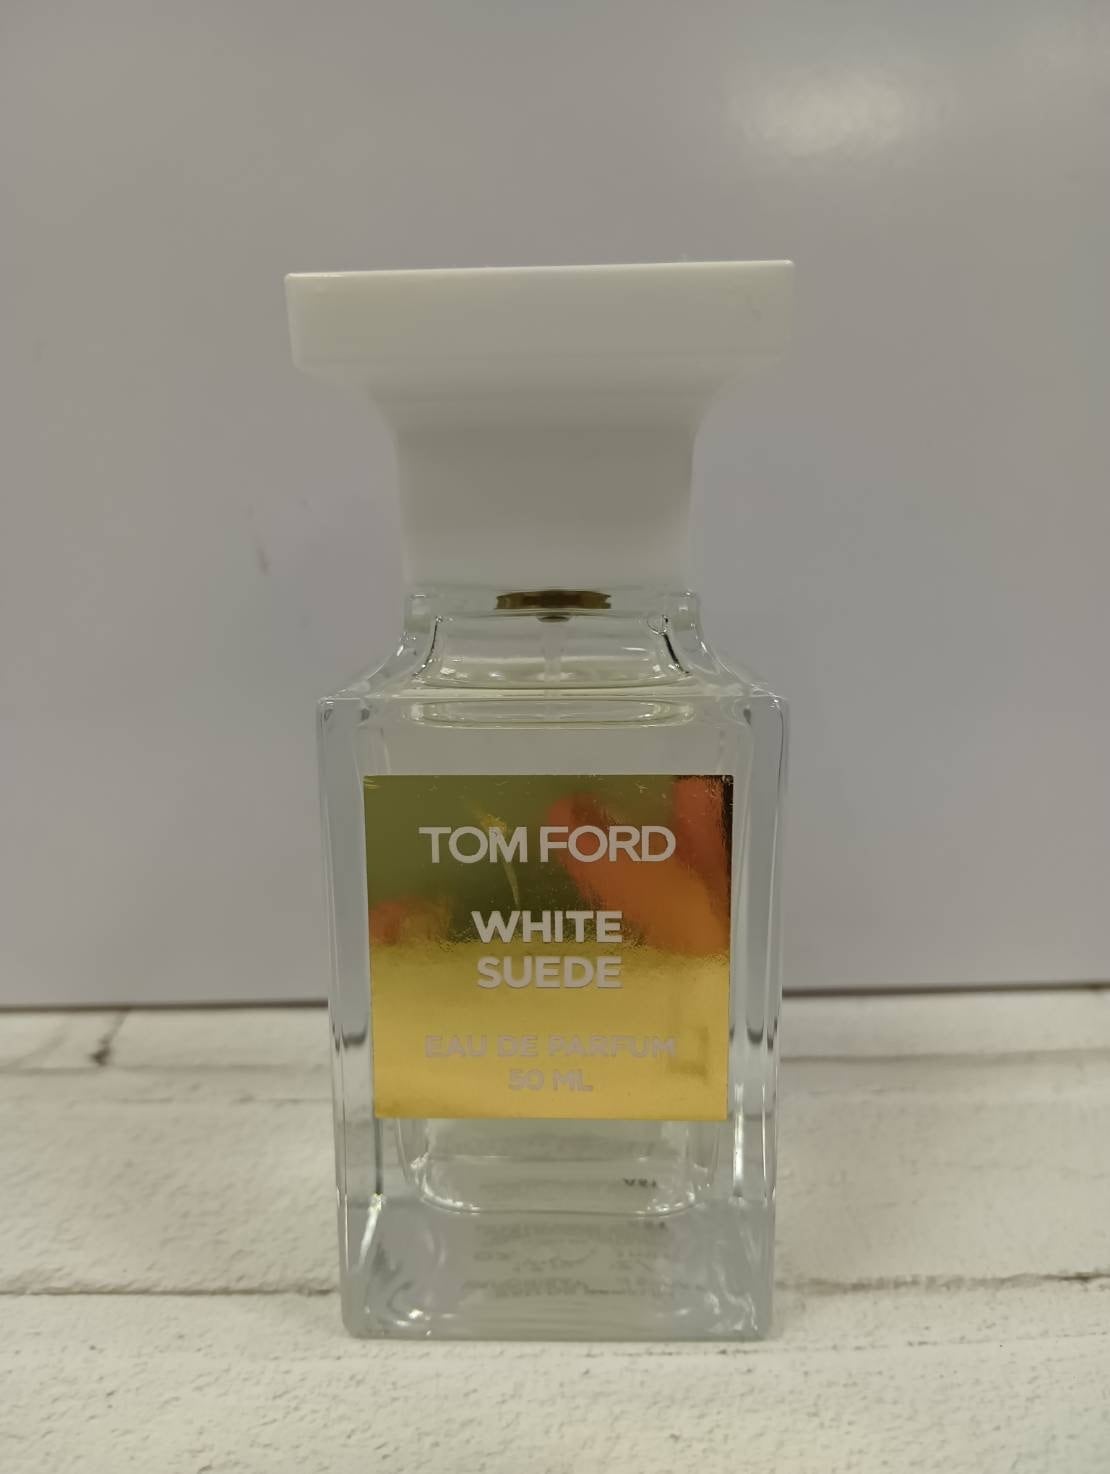 TOM FORD
WHITE
SUEDE
EAU DE PARFUM
50 ML